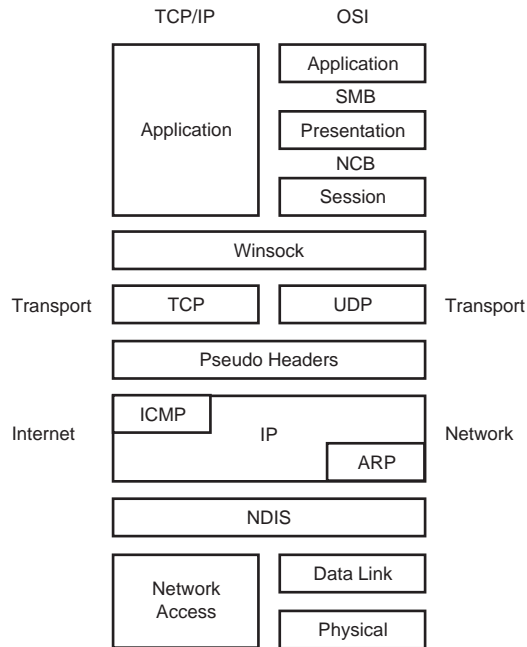 TCP/IP OSI
Application
Application
SMB
Presentation
NCB
Session
Winsock
Transport TCP UDP Transport
Pseudo Headers
ICMP
Internet IP Network
ARP
NDIS
Network
Access
Data Link
Physical